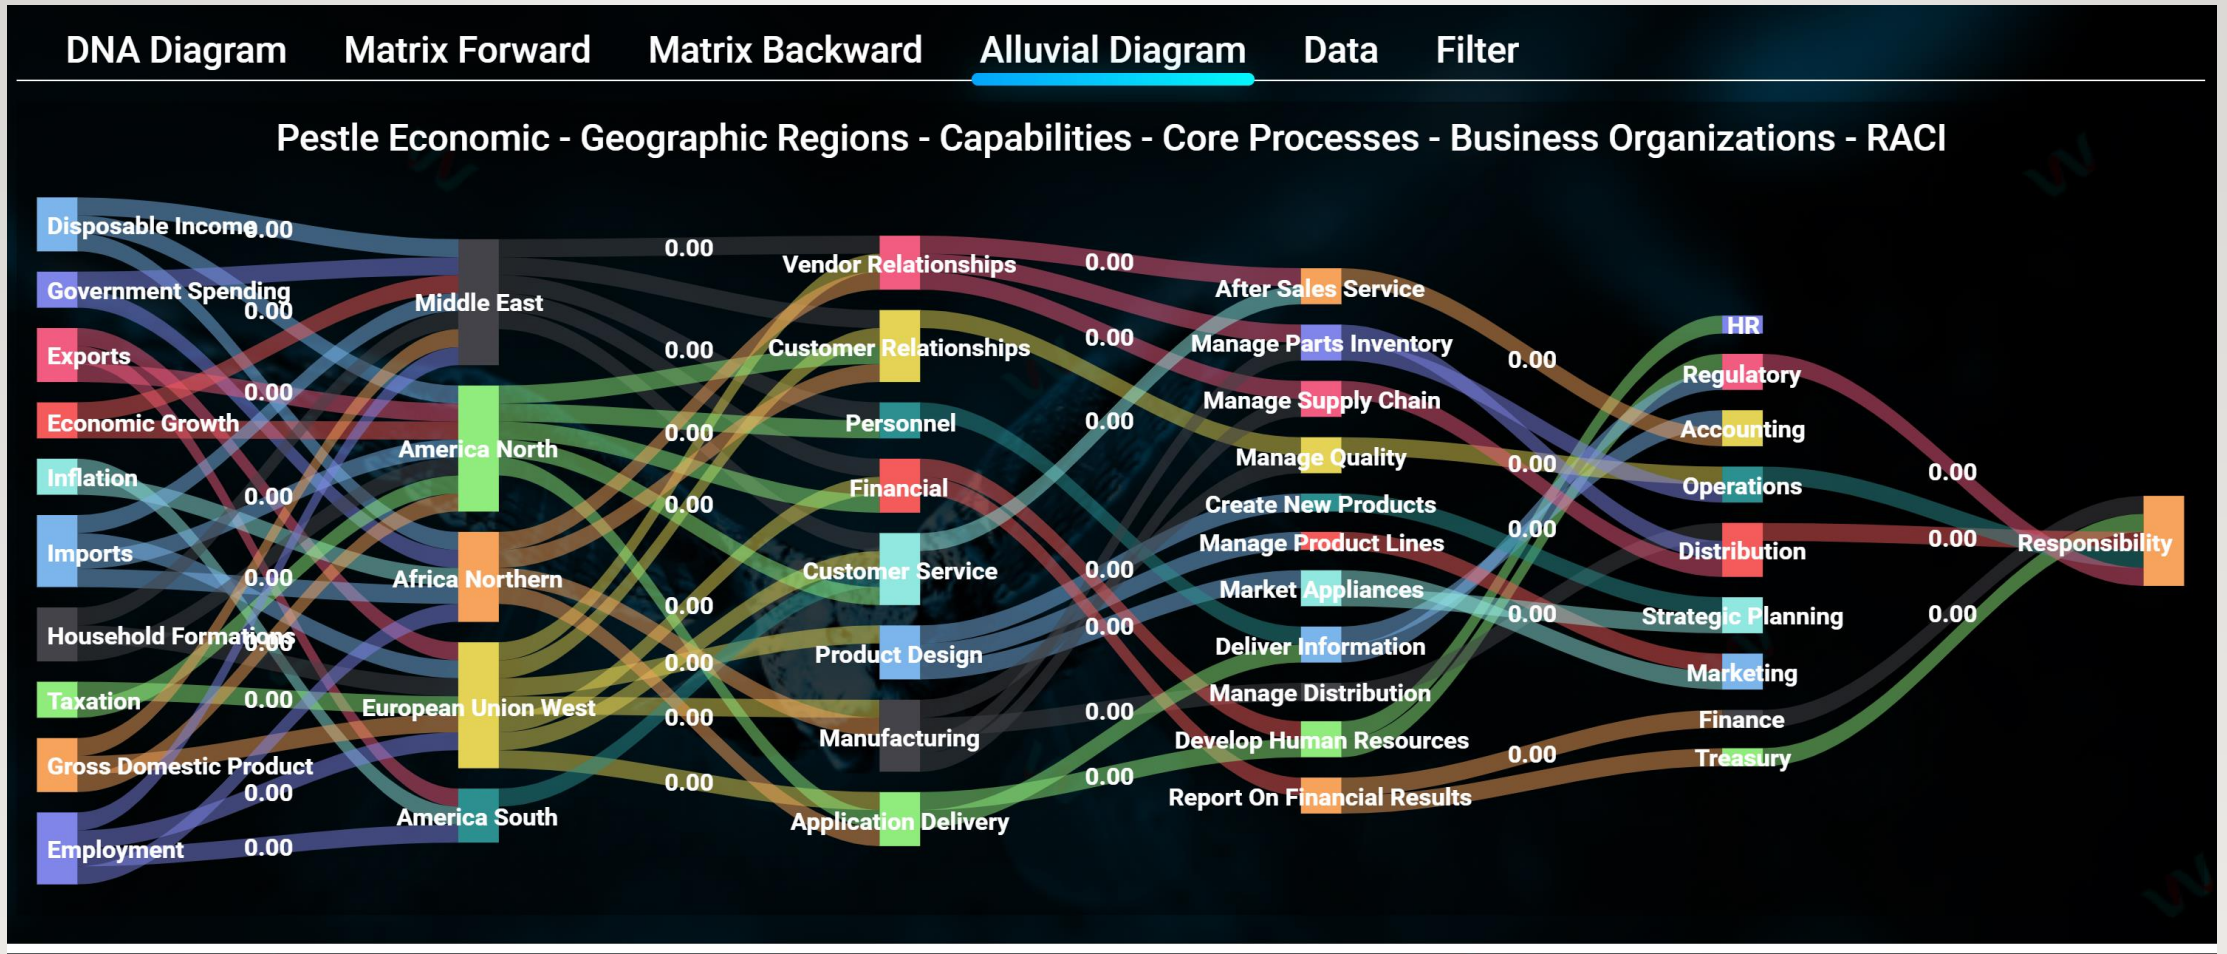 DNA Diagram Matrix Forward Matrix Backward Alluvial Diagram Data Filter
Pestle Economic - Geographic Regions - Capabilities - Core Processes - Business Organizations - RACI
Disposable Income
Government Spending
Exports
Economic Growth
Inflation
Imports
Household Formations
Taxation
Gross Domestic Product
Employment
0.00
0.00
0.00
0.00
0.00
0.00
0.00
0.00
0.00
Middle East
America North
Africa Northern
European Union West
America South
0.00
0.00
0.00
0.00
0.00
0.00
0.00
0.00
Vendor Relationships
Customer Relationships
Personnel
Financial
Customer Service
Product Design
Manufacturing
Application Delivery
0.00
0.00
0.00
0.00
0.00
0.00
0.00
After Sales Service
Manage Parts Inventory
Manage Supply Chain
Manage Quality
Create New Products
Manage Product Lines
Market Appliances
Deliver Information
Manage Distribution
Develop Human Resources
Report On Financial Results
0.00
0.00
0.00
0.00
0.00
HR
Regulatory
Accounting
Operations
Distribution
Strategic Planning
Marketing
Finance
Treasury
0.00
0.00
0.00
Responsibility